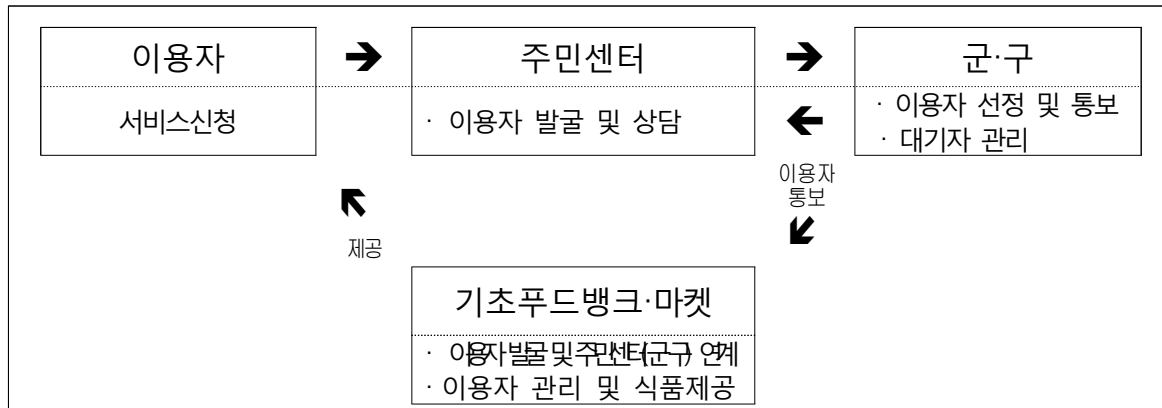 이용자 ➔ 주민센터 ➔ 군·구
서비스신청
· 이용자 발굴 및 상담
· 이용자 선정 및 통보
· 대기자 관리
이용자
통보
제공
기초푸드뱅크·마켓
· 이용자발굴및주민센터(군구) 연계
· 이용자 관리 및 식품제공